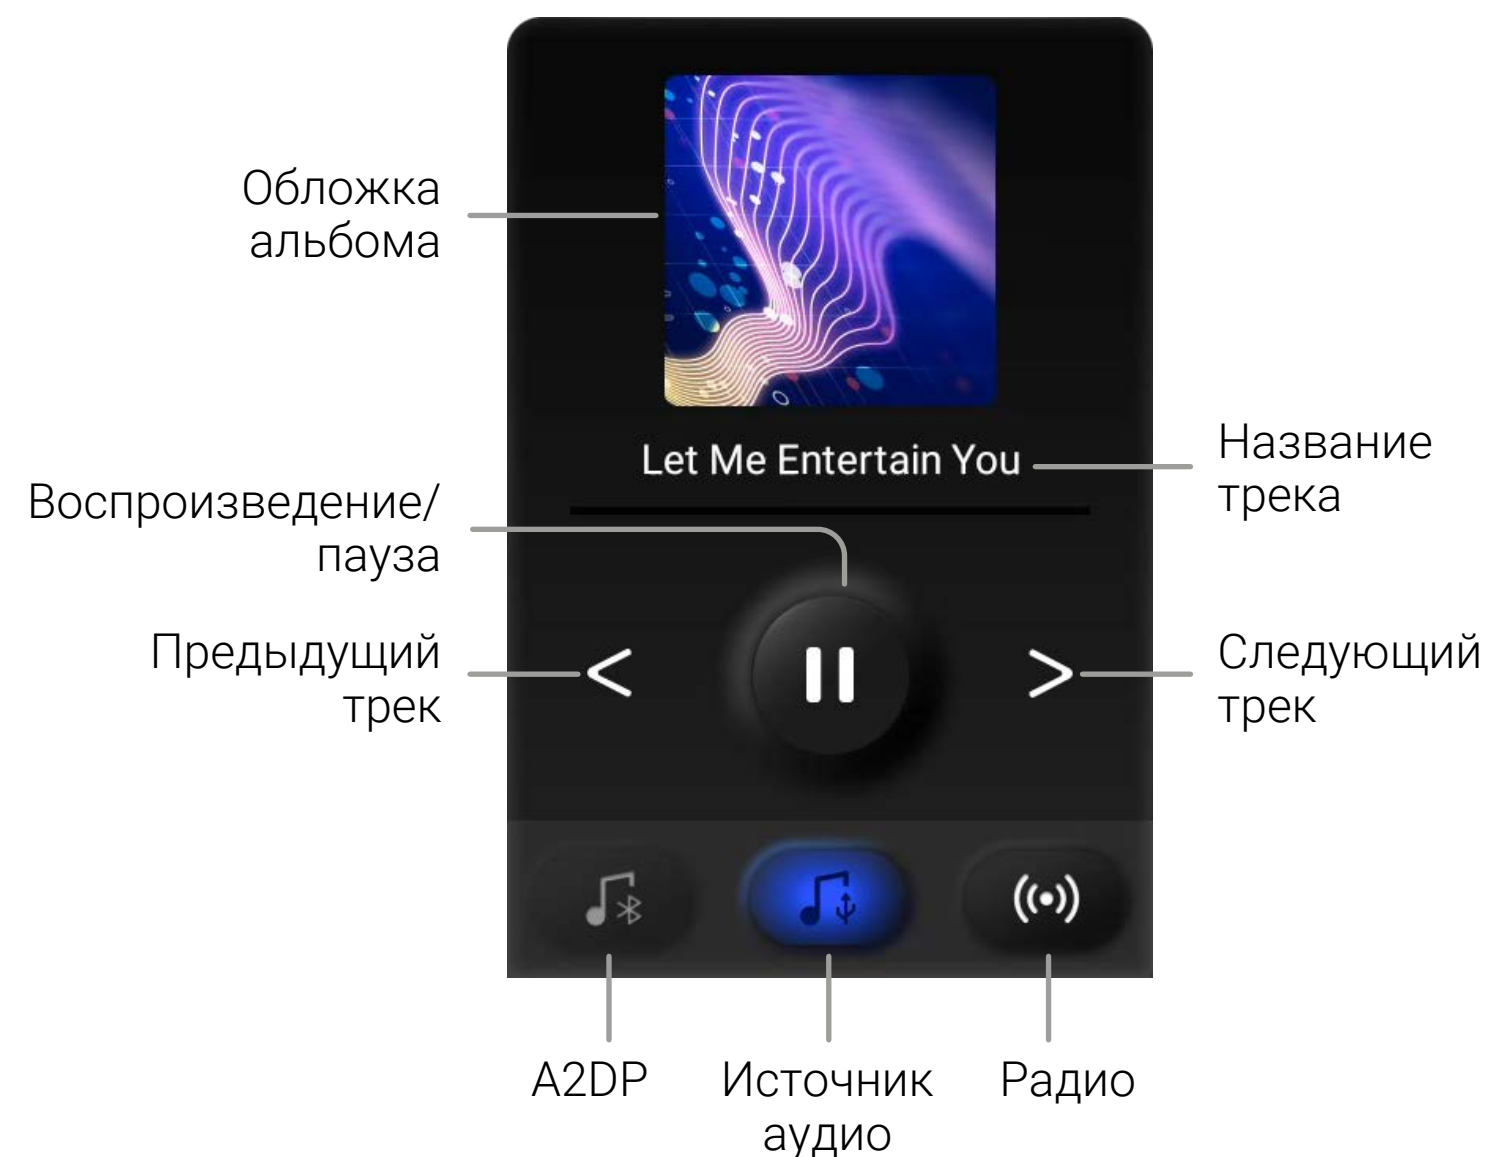 Обложка
альбома
Let Me Entertain You
Название
трека
Воспроизведение/
пауза
Предыдущий
трек
Следующий
трек
A2DP
Источник
аудио
Радио